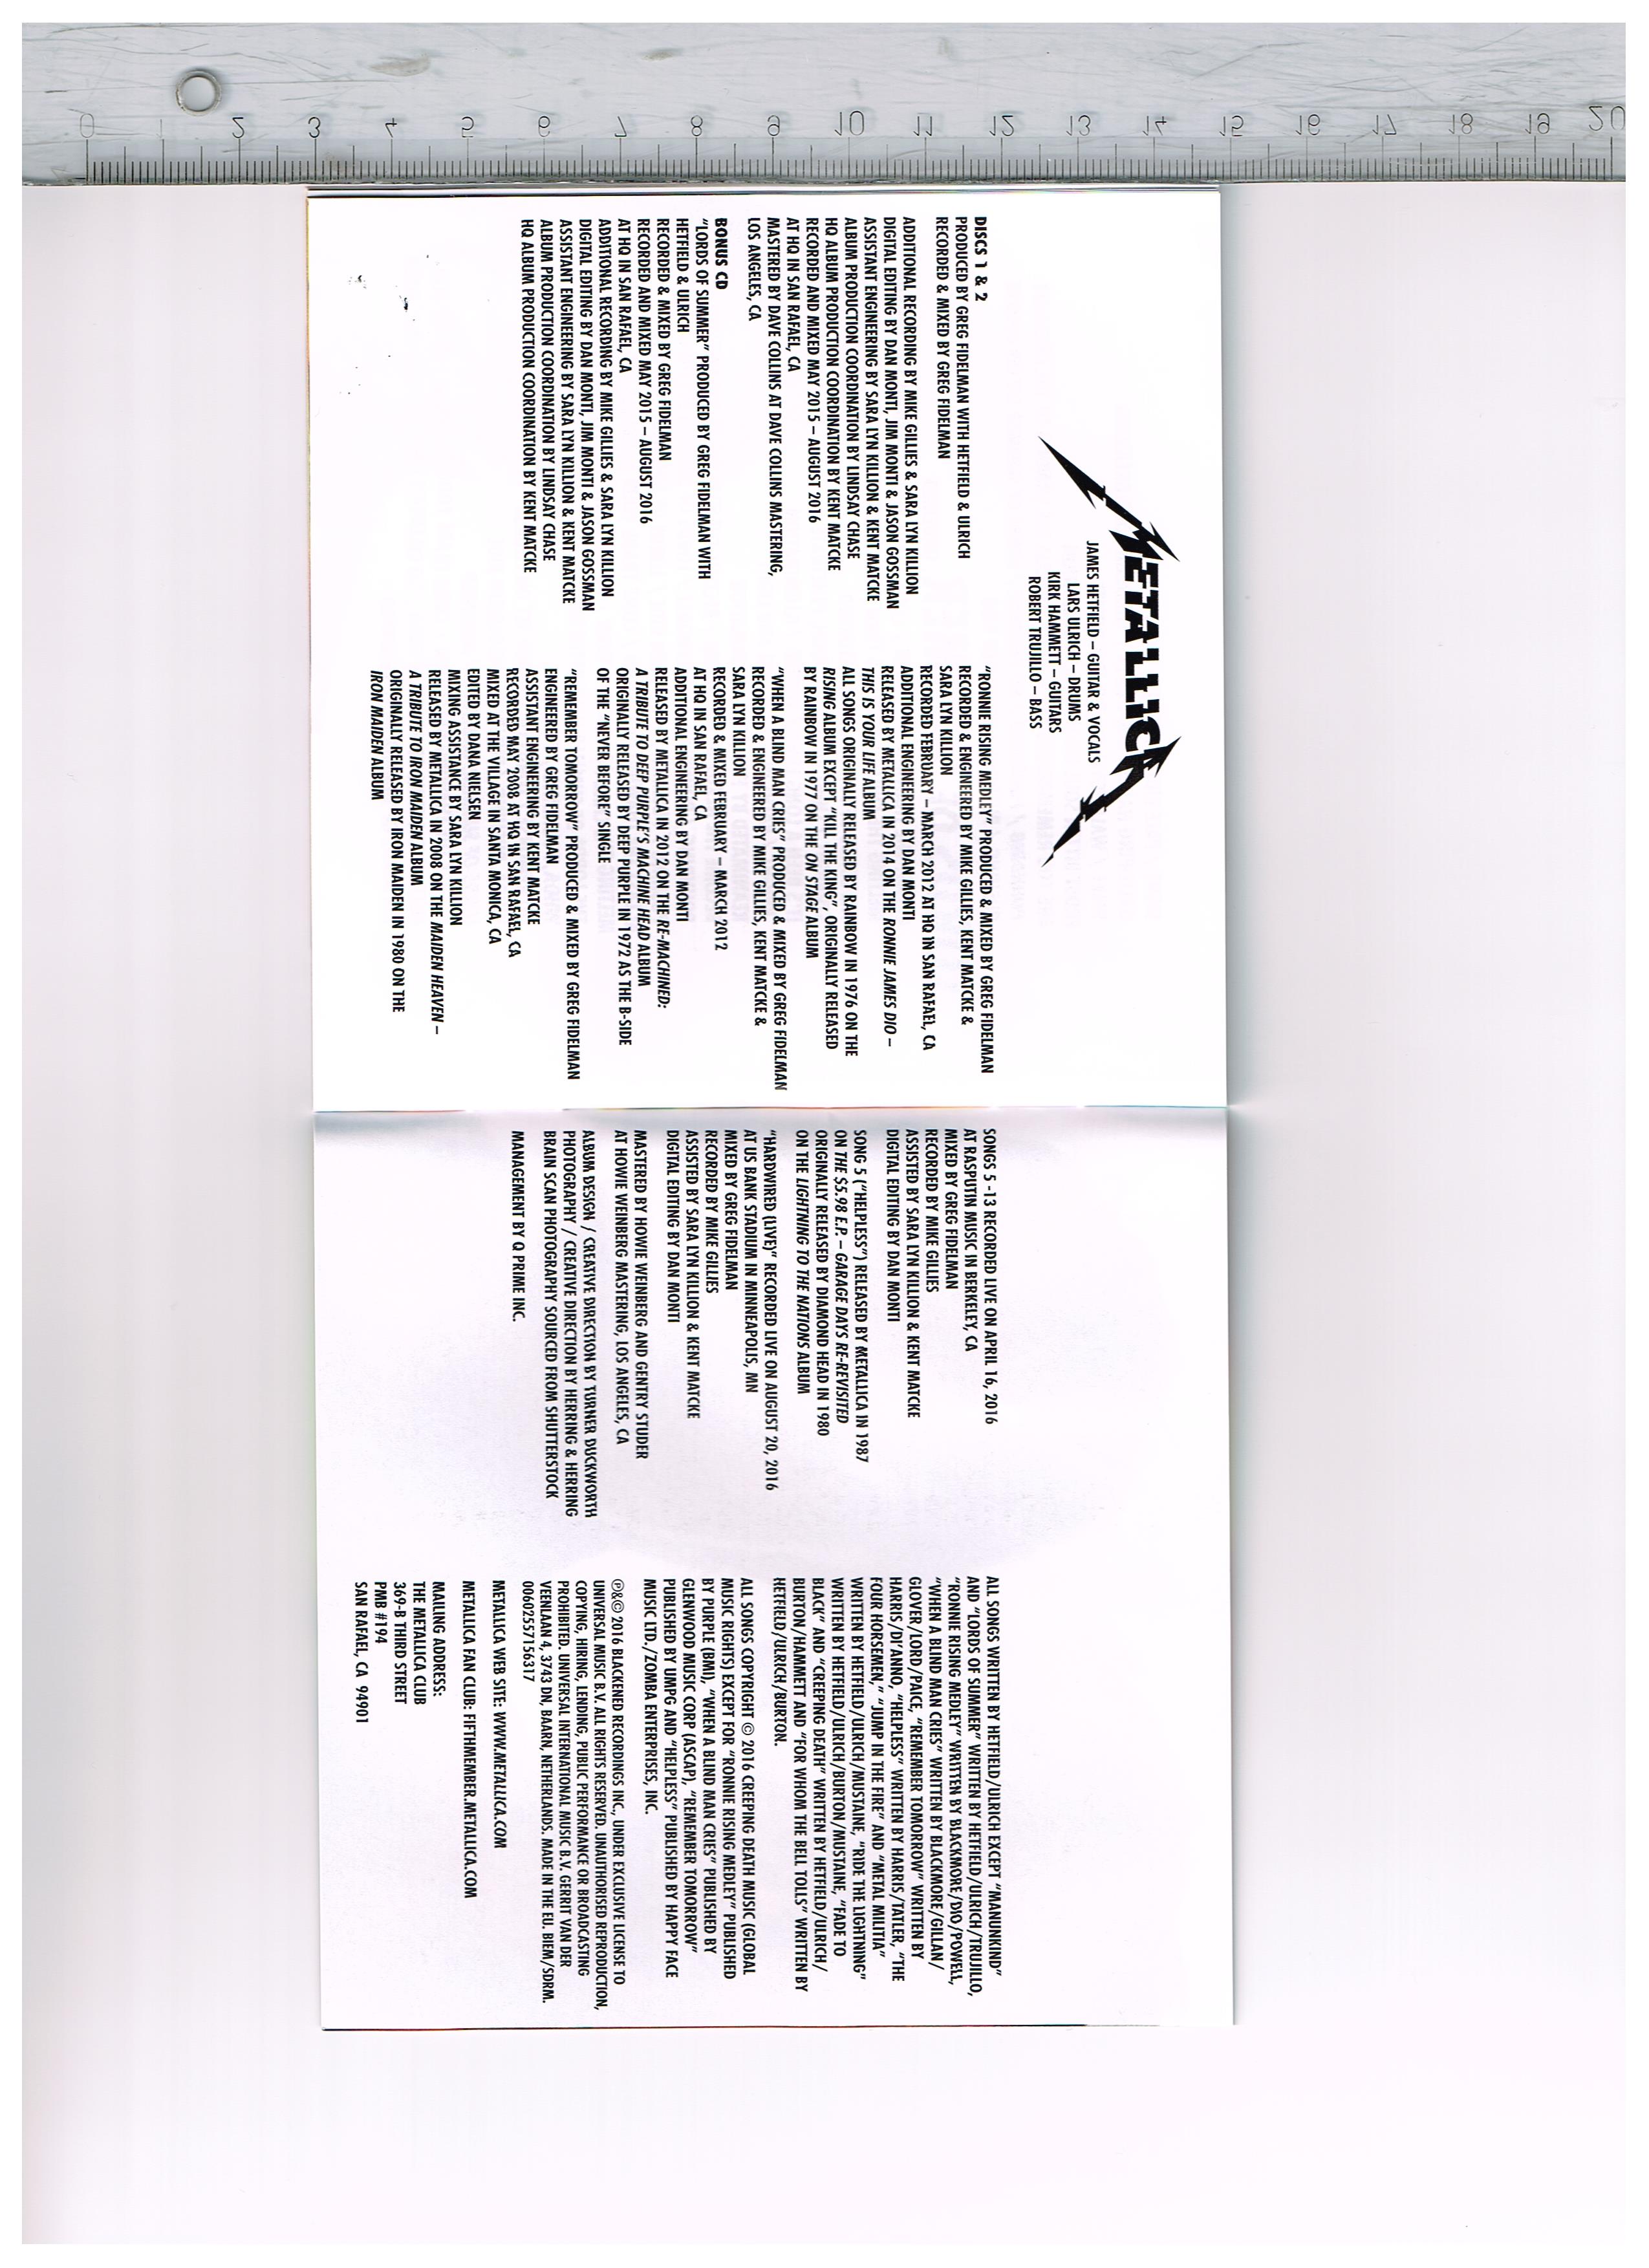 0 2 3 4 5 6 7 8 9 10 11 12 13 14 15 16 17 18 19 20
METALLICA
JAMES HETFIELD – GUITAR & VOCALS
LARS ULRICH – DRUMS
KIRK HAMMETT – GUITARS
ROBERT TRUJILLO – BASS
DISCS 1 & 2
PRODUCED BY GREG FIDELMAN WITH HETFIELD & ULRICH
RECORDED & MIXED BY GREG FIDELMAN
ADDITIONAL RECORDING BY MIKE GILLIES & SARA LYN KILLION
DIGITAL EDITING BY DAN MONTI, JIM MONTI & JASON GOSSMAN
ASSISTANT ENGINEERING BY SARA LYN KILLION & KENT MATCKE
ALBUM PRODUCTION COORDINATION BY LINDSAY CHASE
HQ ALBUM PRODUCTION COORDINATION BY KENT MATCKE
RECORDED AND MIXED MAY 2015 – AUGUST 2016
AT HQ IN SAN RAFAEL, CA
MASTERED BY DAVE COLLINS AT DAVE COLLINS MASTERING,
LOS ANGELES, CA
BONUS CD
"LORDS OF SUMMER" PRODUCED BY GREG FIDELMAN WITH
HETFIELD & ULRICH
RECORDED & MIXED BY GREG FIDELMAN
RECORDED AND MIXED MAY 2015 – AUGUST 2016
AT HQ IN SAN RAFAEL, CA
ADDITIONAL RECORDING BY MIKE GILLIES & SARA LYN KILLION
DIGITAL EDITING BY DAN MONTI, JIM MONTI & JASON GOSSMAN
ASSISTANT ENGINEERING BY SARA LYN KILLION & KENT MATCKE
ALBUM PRODUCTION COORDINATION BY LINDSAY CHASE
HQ ALBUM PRODUCTION COORDINATION BY KENT MATCKE
"RONNIE RISING MEDLEY" PRODUCED & MIXED BY GREG FIDELMAN
RECORDED & ENGINEERED BY MIKE GILLIES, KENT MATCKE &
SARA LYN KILLION
RECORDED FEBRUARY – MARCH 2012 AT HQ IN SAN RAFAEL, CA
ADDITIONAL ENGINEERING BY DAN MONTI
RELEASED BY METALLICA IN 2014 ON THE RONNIE JAMES DIO –
THIS IS YOUR LIFE ALBUM
ALL SONGS ORIGINALLY RELEASED BY RAINBOW IN 1976 ON THE
RISING ALBUM EXCEPT "KILL THE KING", ORIGINALLY RELEASED
BY RAINBOW IN 1977 ON THE ON STAGE ALBUM
"WHEN A BLIND MAN CRIES" PRODUCED & MIXED BY GREG FIDELMAN
RECORDED & ENGINEERED BY MIKE GILLIES, KENT MATCKE &
SARA LYN KILLION
RECORDED & MIXED FEBRUARY – MARCH 2012
AT HQ IN SAN RAFAEL, CA
ADDITIONAL ENGINEERING BY DAN MONTI
RELEASED BY METALLICA IN 2012 ON THE RE-MACHINED:
A TRIBUTE TO DEEP PURPLE'S MACHINE HEAD ALBUM
ORIGINALLY RELEASED BY DEEP PURPLE IN 1972 AS THE B-SIDE
OF THE "NEVER BEFORE" SINGLE
"REMEMBER TOMORROW" PRODUCED & MIXED BY GREG FIDELMAN
ENGINEERED BY GREG FIDELMAN
ASSISTANT ENGINEERING BY KENT MATCKE
RECORDED MAY 2008 AT HQ IN SAN RAFAEL, CA
MIXED AT THE VILLAGE IN SANTA MONICA, CA
EDITED BY DANA NIELSEN
MIXING ASSISTANCE BY SARA LYN KILLION
RELEASED BY METALLICA IN 2008 ON THE MAIDEN HEAVEN –
A TRIBUTE TO IRON MAIDEN ALBUM
ORIGINALLY RELEASED BY IRON MAIDEN IN 1980 ON THE
IRON MAIDEN ALBUM
SONGS 5 -13 RECORDED LIVE ON APRIL 16, 2016
AT RASPUTIN MUSIC IN BERKELEY, CA
MIXED BY GREG FIDELMAN
RECORDED BY MIKE GILLIES
ASSISTED BY SARA LYN KILLION & KENT MATCKE
DIGITAL EDITING BY DAN MONTI
SONG 5 ("HELPLESS") RELEASED BY METALLICA IN 1987
ON THE $5.98 E.P. – GARAGE DAYS RE-REVISITED
ORIGINALLY RELEASED BY DIAMOND HEAD IN 1980
ON THE LIGHTNING TO THE NATIONS ALBUM
"HARDWIRED (LIVE)" RECORDED LIVE ON AUGUST 20, 2016
AT US BANK STADIUM IN MINNEAPOLIS, MN
MIXED BY GREG FIDELMAN
RECORDED BY MIKE GILLIES
ASSISTED BY SARA LYN KILLION & KENT MATCKE
DIGITAL EDITING BY DAN MONTI
MASTERED BY HOWIE WEINBERG AND GENTRY STUDER
AT HOWIE WEINBERG MASTERING, LOS ANGELES, CA
ALBUM DESIGN / CREATIVE DIRECTION BY TURNER DUCKWORTH
PHOTOGRAPHY / CREATIVE DIRECTION BY HERRING & HERRING
BRAIN SCAN PHOTOGRAPHY SOURCED FROM SHUTTERSTOCK
MANAGEMENT BY Q PRIME INC.
ALL SONGS WRITTEN BY HETFIELD/ULRICH EXCEPT "MANUNKIND"
AND "LORDS OF SUMMER" WRITTEN BY HETFIELD/ULRICH/TRUJILLO,
"RONNIE RISING MEDLEY" WRITTEN BY BLACKMORE/DIO/POWELL,
"WHEN A BLIND MAN CRIES" WRITTEN BY BLACKMORE/GILLAN/
GLOVER/LORD/PAICE, "REMEMBER TOMORROW" WRITTEN BY
HARRIS/DI'ANNO, "HELPLESS" WRITTEN BY HARRIS/TATLER, "THE
FOUR HORSEMEN," "JUMP IN THE FIRE" AND "METAL MILITIA"
WRITTEN BY HETFIELD/ULRICH/MUSTAINE, "RIDE THE LIGHTNING"
WRITTEN BY HETFIELD/ULRICH/BURTON/MUSTAINE, "FADE TO
BLACK" AND "CREEPING DEATH" WRITTEN BY HETFIELD/ULRICH/
BURTON/HAMMETT AND "FOR WHOM THE BELL TOLLS" WRITTEN BY
HETFIELD/ULRICH/BURTON.
ALL SONGS COPYRIGHT © 2016 CREEPING DEATH MUSIC (GLOBAL
MUSIC RIGHTS) EXCEPT FOR "RONNIE RISING MEDLEY" PUBLISHED
BY PURPLE (BMI), "WHEN A BLIND MAN CRIES" PUBLISHED BY
GLENWOOD MUSIC CORP (ASCAP), "REMEMBER TOMORROW"
PUBLISHED BY UMPG AND "HELPLESS" PUBLISHED BY HAPPY FACE
MUSIC LTD./ZOMBA ENTERPRISES, INC.
℗&© 2016 BLACKENED RECORDINGS INC., UNDER EXCLUSIVE LICENSE TO
UNIVERSAL MUSIC B.V. ALL RIGHTS RESERVED. UNAUTHORISED REPRODUCTION,
COPYING, HIRING, LENDING, PUBLIC PERFORMANCE OR BROADCASTING
PROHIBITED. UNIVERSAL INTERNATIONAL MUSIC B.V. GERRIT VAN DER
VEENLAAN 4, 3743 DN, BAARN, NETHERLANDS. MADE IN THE EU. BIEM/SDRM.
00602557156317
METALLICA WEB SITE: WWW.METALLICA.COM
METALLICA FAN CLUB: FIFTHMEMBER.METALLICA.COM
MAILING ADDRESS:
THE METALLICA CLUB
369-B THIRD STREET
PMB #194
SAN RAFAEL, CA 94901